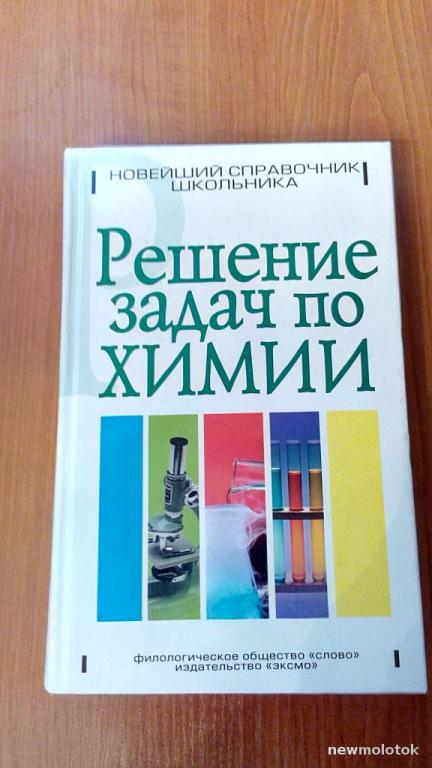 НОВЕЙШИЙ СПРАВОЧНИК
ШКОЛЬНИКА
Решение
задач по
ХИМИИ
филологическое общество «слово»
издательство «эксмо»
newmolotok